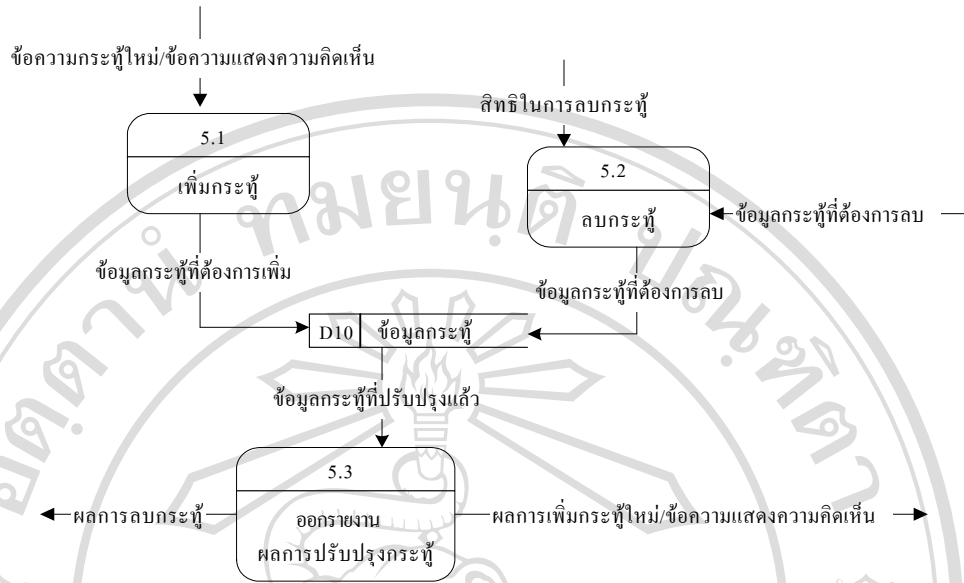 ข้อความกระทู้ใหม่/ข้อความแสดงความคิดเห็น
สิทธิในการลบกระทู้
5.1
เพิ่มกระทู้
5.2
ลบกระทู้
ข้อมูลกระทู้ที่ต้องการลบ
ข้อมูลกระทู้ที่ต้องการเพิ่ม
ข้อมูลกระทู้ที่ต้องการลบ
D10 ข้อมูลกระทู้
ข้อมูลกระทู้ที่ปรับปรุงแล้ว
5.3
ออกรายงาน
ผลการปรับปรุงกระทู้
ผลการลบกระทู้
ผลการเพิ่มกระทู้ใหม่/ข้อความแสดงความคิดเห็น